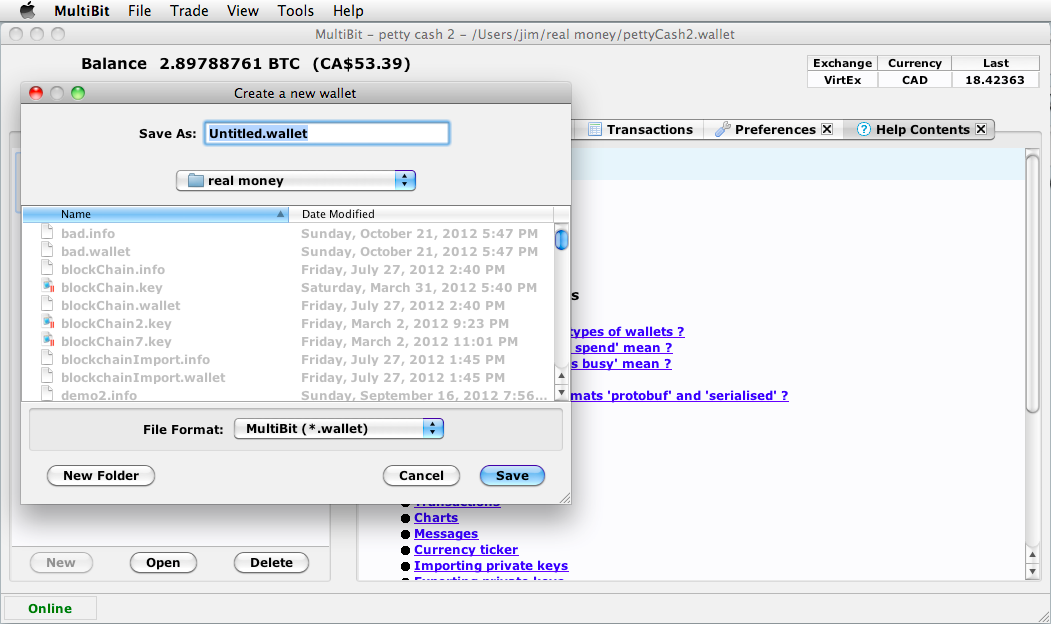 MultiBit File Trade View Tools Help
MultiBit – petty cash 2 – /Users/jim/real money/pettyCash2.wallet
Balance 2.89788761 BTC (CA$53.39)
Exchange Currency Last
VirtEx CAD 18.42363
Create a new wallet
Save As: Untitled.wallet
Transactions Preferences Help Contents
real money
Name Date Modified
bad.info Sunday, October 21, 2012 5:47 PM
bad.wallet Sunday, October 21, 2012 5:47 PM
blockChain.info Friday, July 27, 2012 2:40 PM
blockChain.key Saturday, March 31, 2012 5:40 PM
blockChain.wallet Friday, July 27, 2012 2:40 PM
blockChain2.key Friday, March 2, 2012 9:23 PM
blockChain7.key Friday, March 2, 2012 11:01 PM
blockchainImport.info Friday, July 27, 2012 1:45 PM
blockchainImport.wallet Friday, July 27, 2012 1:45 PM
demo2.info Sunday, September 16, 2012 7:56...
s
types of wallets ?
spend' mean ?
s busy' mean ?
mats 'protobuf' and 'serialised' ?
File Format: MultiBit (*.wallet)
New Folder Cancel Save
Transactions
Charts
Messages
Currency ticker
Importing private keys
Exporting private keys
New Open Delete
Online